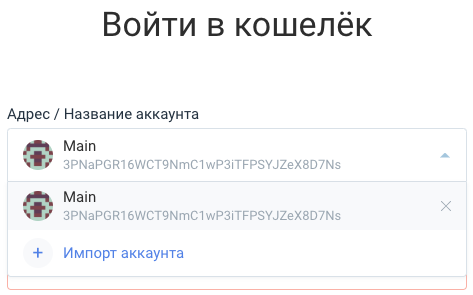 Войти в кошелёк
Адрес / Название аккаунта
Main
3PNaPGR16WCT9NmC1wP3iTFPSYJZeX8D7Ns
Main
3PNaPGR16WCT9NmC1wP3iTFPSYJZeX8D7Ns
Импорт аккаунта